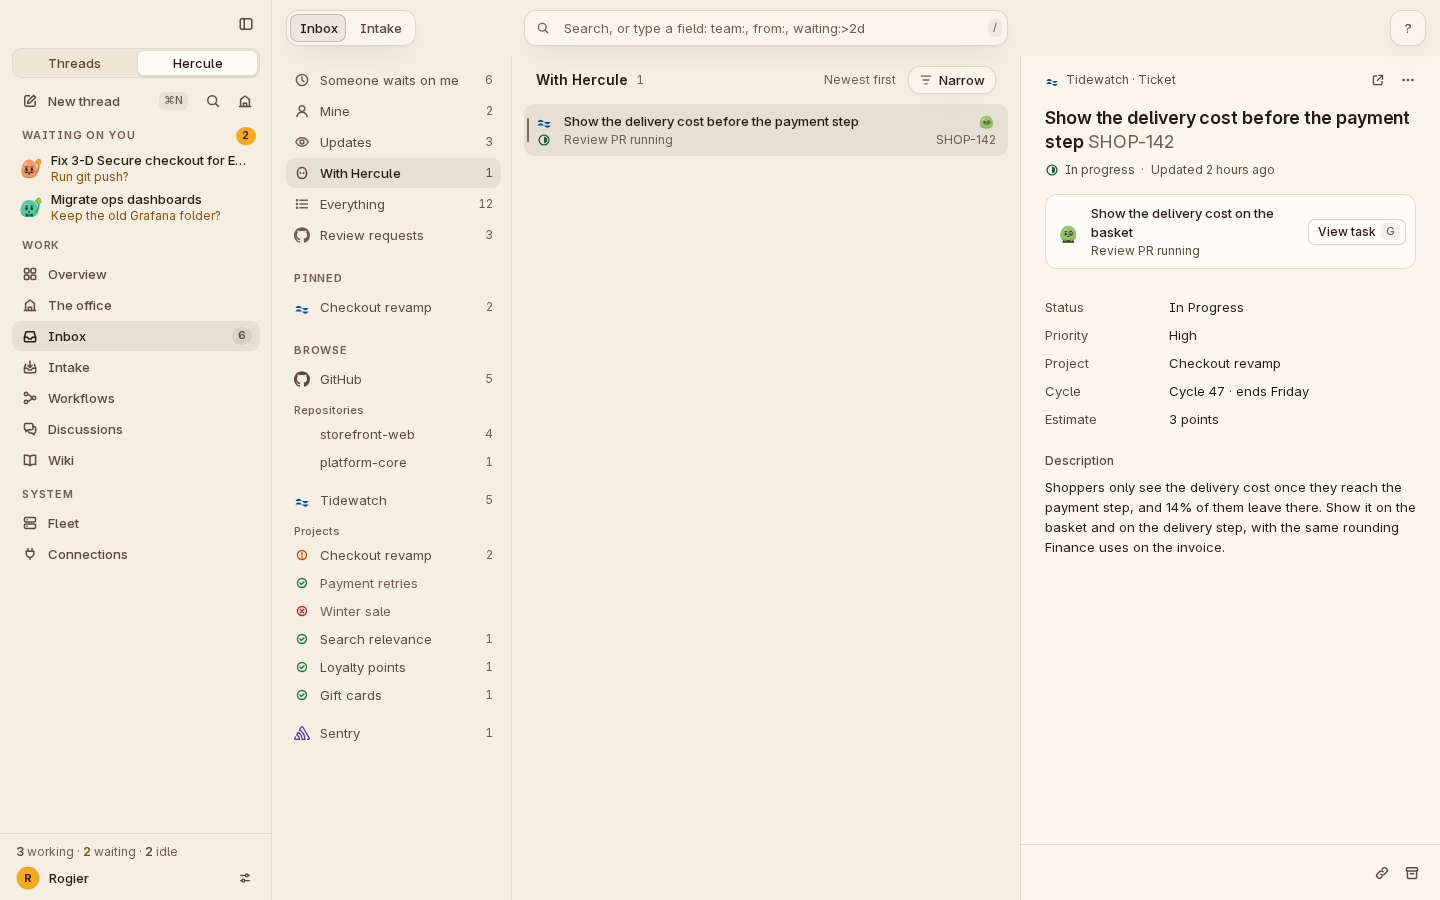 Threads
Hercule
New thread
⌘N
WAITING ON YOU
2
Fix 3-D Secure checkout for E…
Run git push?
Migrate ops dashboards
Keep the old Grafana folder?
WORK
Overview
The office
Inbox
6
Intake
Workflows
Discussions
Wiki
SYSTEM
Fleet
Connections
3 working · 2 waiting · 2 idle
R
Rogier
Inbox
Intake
Someone waits on me
6
Mine
2
Updates
3
With Hercule
1
Everything
12
Review requests
3
PINNED
Checkout revamp
2
BROWSE
GitHub
5
Repositories
storefront-web
4
platform-core
1
Tidewatch
5
Projects
Checkout revamp
2
Payment retries
Winter sale
Search relevance
1
Loyalty points
1
Gift cards
1
Sentry
1
Search, or type a field: team:, from:, waiting:>2d
/
?
With Hercule 1
Newest first
Narrow
Show the delivery cost before the payment step
Review PR running
SHOP-142
Tidewatch · Ticket
Show the delivery cost before the payment
step SHOP-142
In progress · Updated 2 hours ago
Show the delivery cost on the
basket
Review PR running
View task
G
Status
In Progress
Priority
High
Project
Checkout revamp
Cycle
Cycle 47 · ends Friday
Estimate
3 points
Description
Shoppers only see the delivery cost once they reach the
payment step, and 14% of them leave there. Show it on the
basket and on the delivery step, with the same rounding
Finance uses on the invoice.